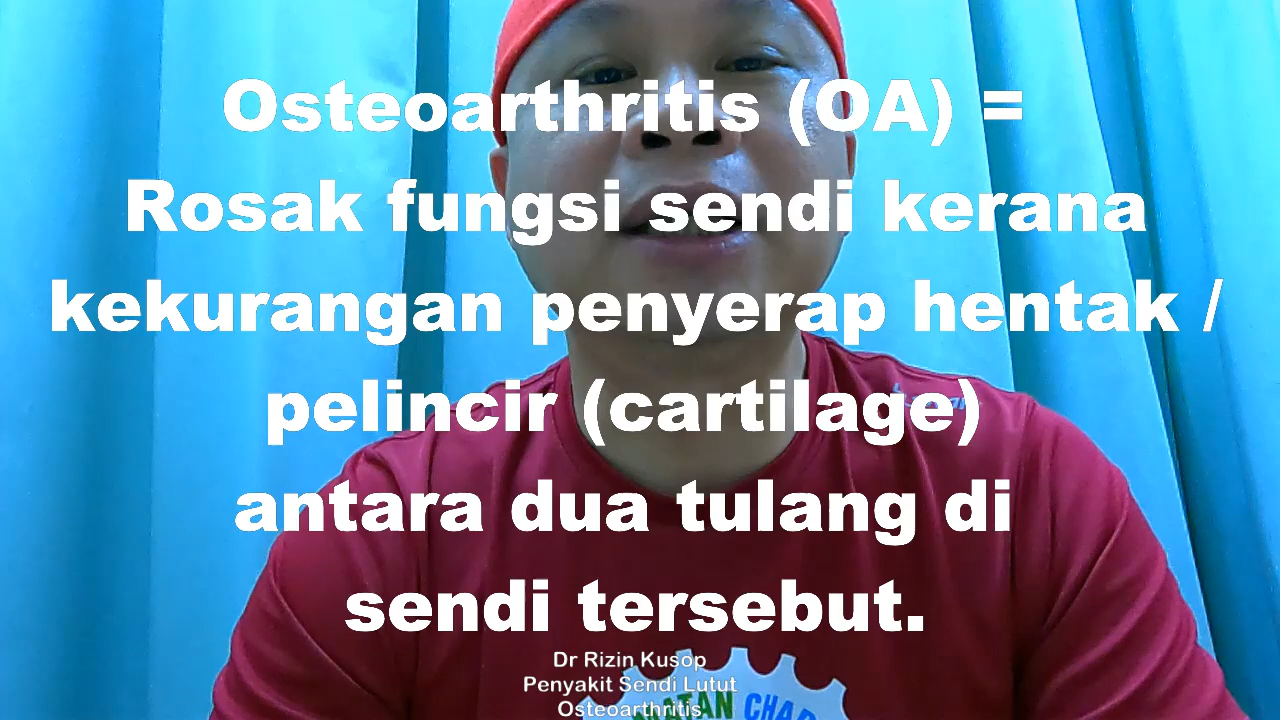 Osteoarthritis (OA) =
Rosak fungsi sendi kerana
kekurangan penyerap hentak /
pelincir (cartilage)
antara dua tulang di
sendi tersebut.
Dr Rizin Kusop
Penyakit Sendi Lutut
Osteoarthritis